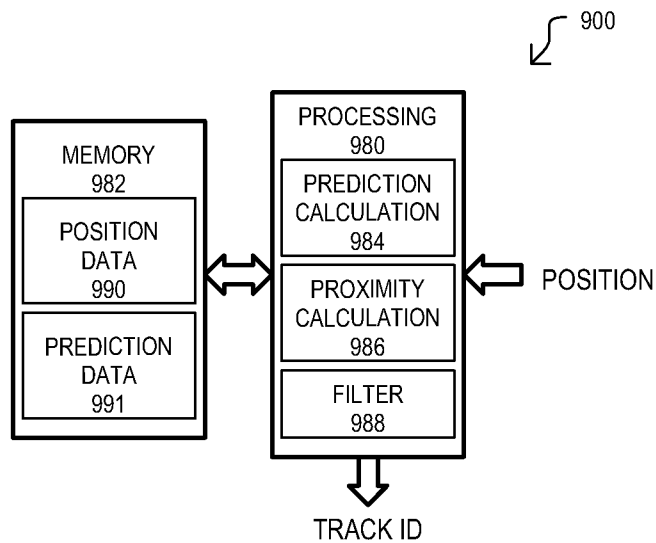 900
MEMORY
982
POSITION
DATA
990
PREDICTION
DATA
991
PROCESSING
980
PREDICTION
CALCULATION
984
PROXIMITY
CALCULATION
986
FILTER
988
POSITION
TRACK ID